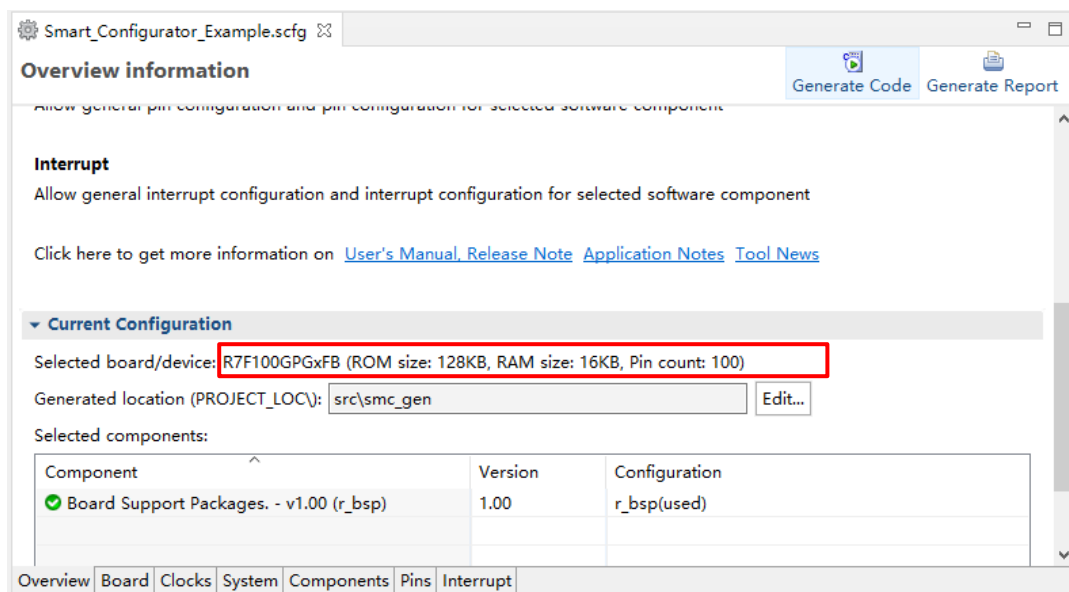 Smart_Configurator_Example.scfg
Overview information
Generate Code Generate Report
Allow general pin configuration and pin configuration for selected software component
Interrupt
Allow general interrupt configuration and interrupt configuration for selected software component
Click here to get more information on User's Manual, Release Note Application Notes Tool News
Current Configuration
Selected board/device: R7F100GPGxFB (ROM size: 128KB, RAM size: 16KB, Pin count: 100)
Generated location (PROJECT_LOC\): src\smc_gen Edit...
Selected components:
Component Version Configuration
Board Support Packages. - v1.00 (r_bsp) 1.00 r_bsp(used)
Overview Board Clocks System Components Pins Interrupt